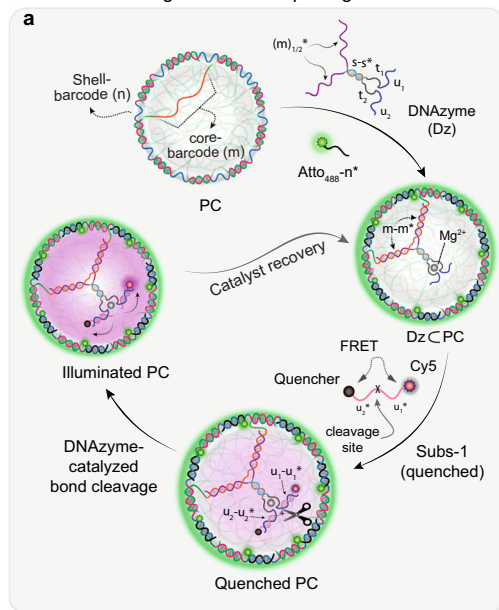 a
(m)1/2*
s-s*
t1
u1
t2
u2
Shell-
barcode (n)
core-
barcode (m)
DNAzyme
(Dz)
Atto488-n*
PC
m-m*
Mg2+
Catalyst recovery
Dz⊂PC
Illuminated PC
FRET
Cy5
Quencher
u2*
u1*
cleavage
site
Subs-1
(quenched)
DNAzyme-
catalyzed
bond cleavage
u1-u1*
u2-u2*
Quenched PC